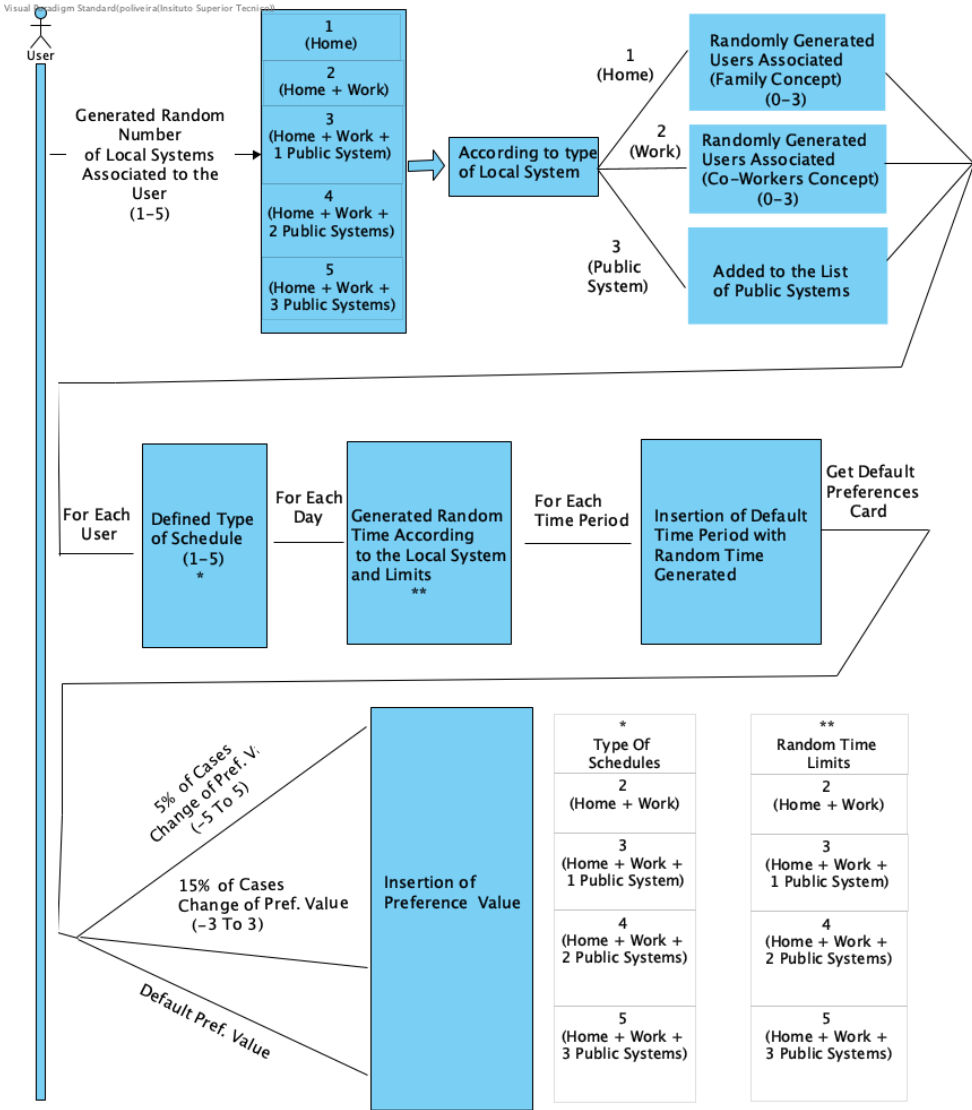 Visual Paradigm Standard(poliveira(Insituto Superior Tecnico))
User
Generated Random
Number
of Local Systems
Associated to the
User
(1-5)
1
(Home)
2
(Home + Work)
3
(Home + Work +
1 Public System)
4
(Home + Work +
2 Public Systems)
5
(Home + Work +
3 Public Systems)
According to type
of Local System
1
(Home)
2
(Work)
3
(Public
System)
Randomly Generated
Users Associated
(Family Concept)
(0-3)
Randomly Generated
Users Associated
(Co-Workers Concept)
(0-3)
Added to the List
of Public Systems
For Each
User
Defined Type
of Schedule
(1-5)
*
For Each
Day
Generated Random
Time According
to the Local System
and Limits
**
For Each
Time Period
Insertion of Default
Time Period with
Random Time
Generated
Get Default
Preferences
Card
5% of Cases
Change of Pref. V
(-5 To 5)
15% of Cases
Change of Pref. Value
(-3 To 3)
Default Pref. Value
Insertion of
Preference Value
*
Type Of
Schedules
2
(Home + Work)
3
(Home + Work +
1 Public System)
4
(Home + Work +
2 Public Systems)
5
(Home + Work +
3 Public Systems)
**
Random Time
Limits
2
(Home + Work)
3
(Home + Work +
1 Public System)
4
(Home + Work +
2 Public Systems)
5
(Home + Work +
3 Public Systems)